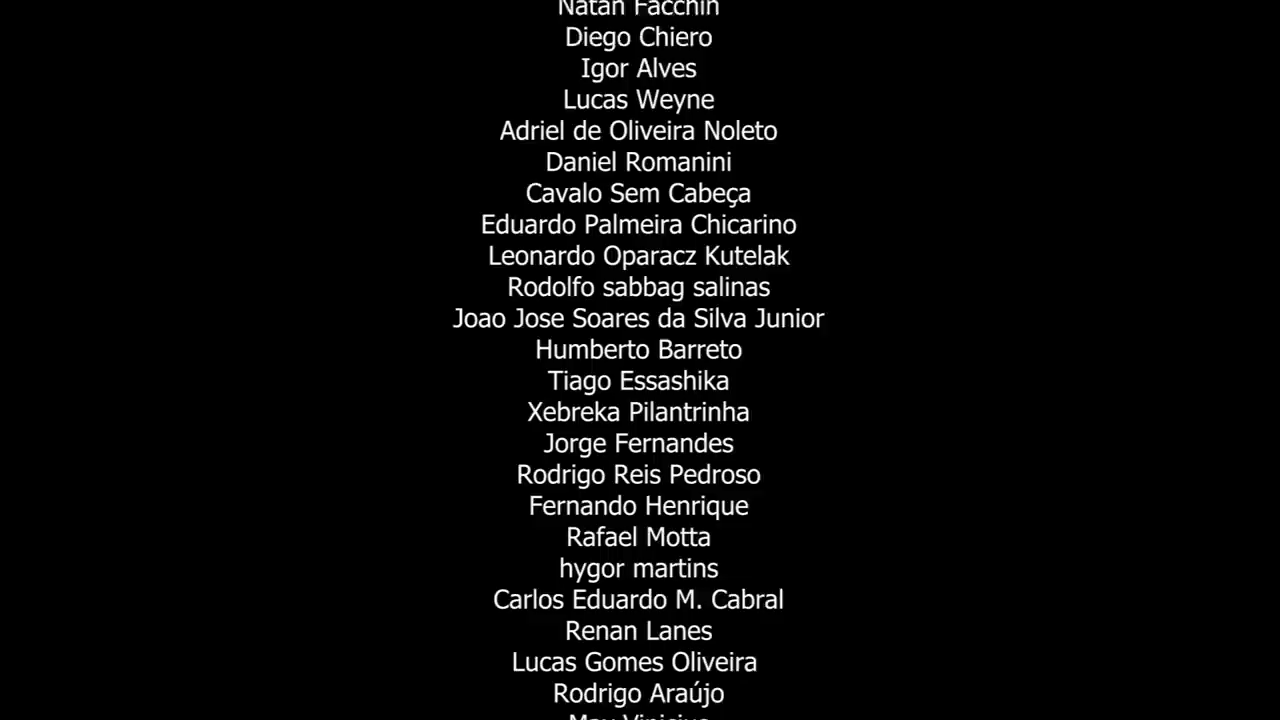 Natan Facchin
Diego Chiero
Igor Alves
Lucas Weyne
Adriel de Oliveira Noleto
Daniel Romanini
Cavalo Sem Cabeça
Eduardo Palmeira Chicarino
Leonardo Oparacz Kutelak
Rodolfo sabbag salinas
Joao Jose Soares da Silva Junior
Humberto Barreto
Tiago Essashika
Xebreka Pilantrinha
Jorge Fernandes
Rodrigo Reis Pedroso
Fernando Henrique
Rafael Motta
hygor martins
Carlos Eduardo M. Cabral
Renan Lanes
Lucas Gomes Oliveira
Rodrigo Araújo